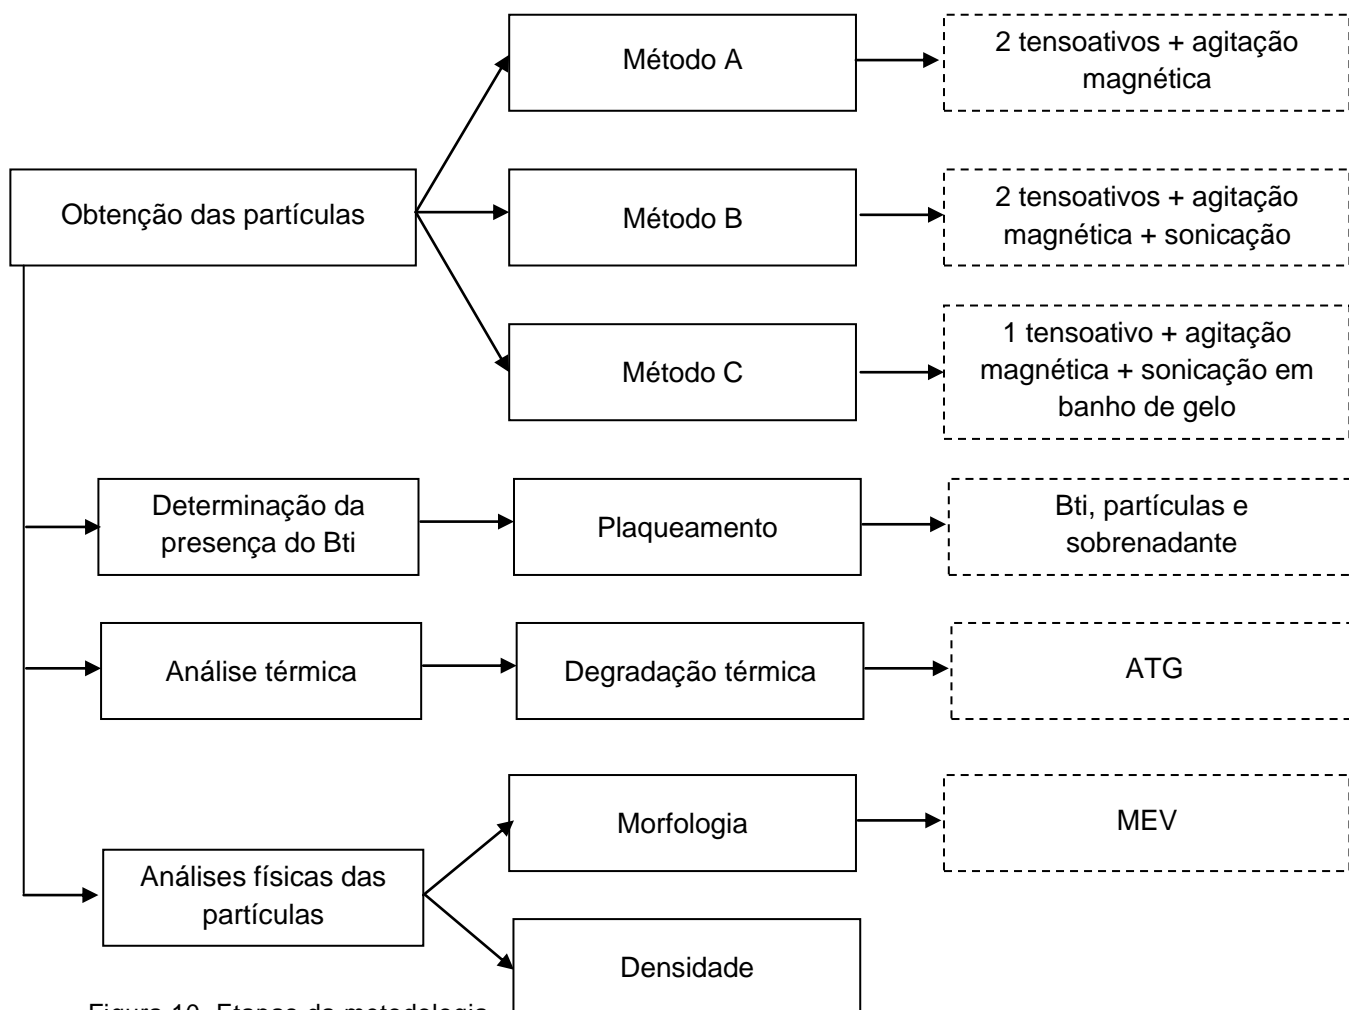 Método A
2 tensoativos + agitação
magnética
Obtenção das partículas
Método B
2 tensoativos + agitação
magnética + sonicação
Método C
1 tensoativo + agitação
magnética + sonicação em
banho de gelo
Determinação da
presença do Bti
Plaqueamento
Bti, partículas e
sobrenadante
Análise térmica
Degradação térmica
ATG
Morfologia
MEV
Análises físicas das
partículas
Densidade
Figura 10- Etapas da metodologia